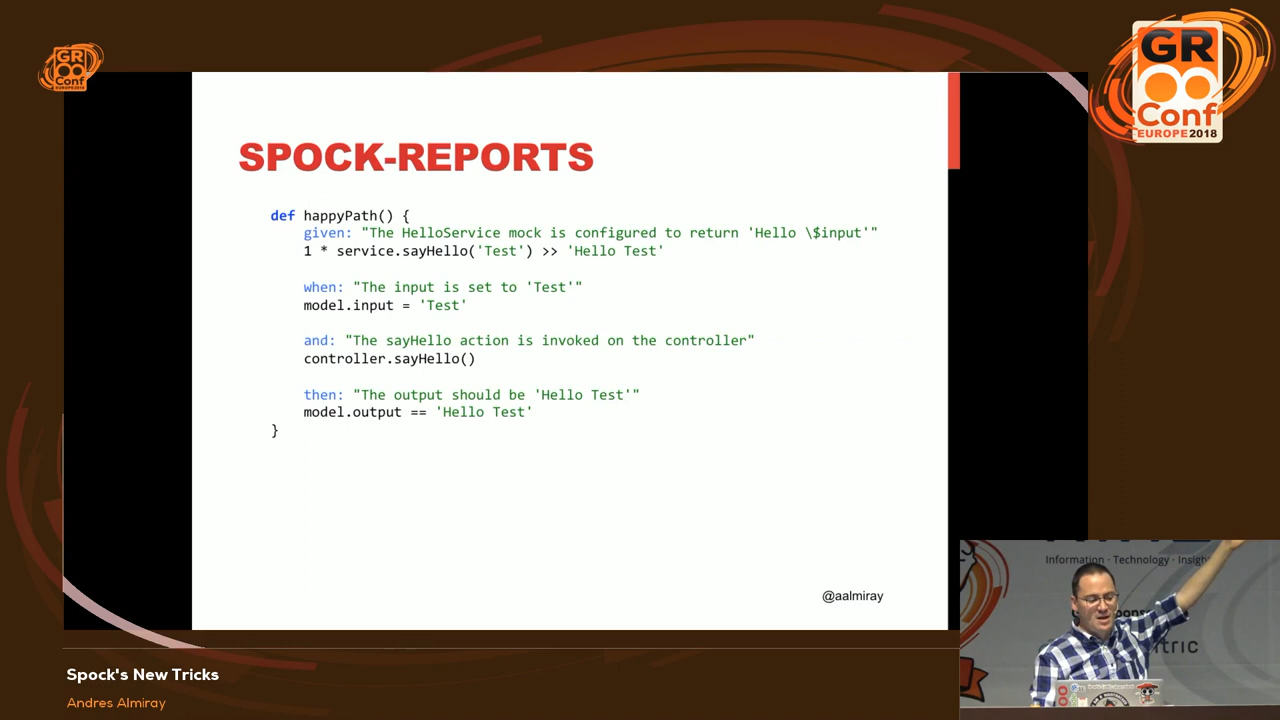 GR
Conf
EUROPE2018
GR
Conf
EUROPE2018
SPOCK-REPORTS
def happyPath() {
given: "The HelloService mock is configured to return 'Hello \$input'"
1 * service.sayHello('Test') >> 'Hello Test'
when: "The input is set to 'Test'"
model.input = 'Test'
and: "The sayHello action is invoked on the controller"
controller.sayHello()
then: "The output should be 'Hello Test'"
model.output == 'Hello Test'
}
@aalmiray
Information · Technology · Insigh
Spock's New Tricks
Andres Almiray